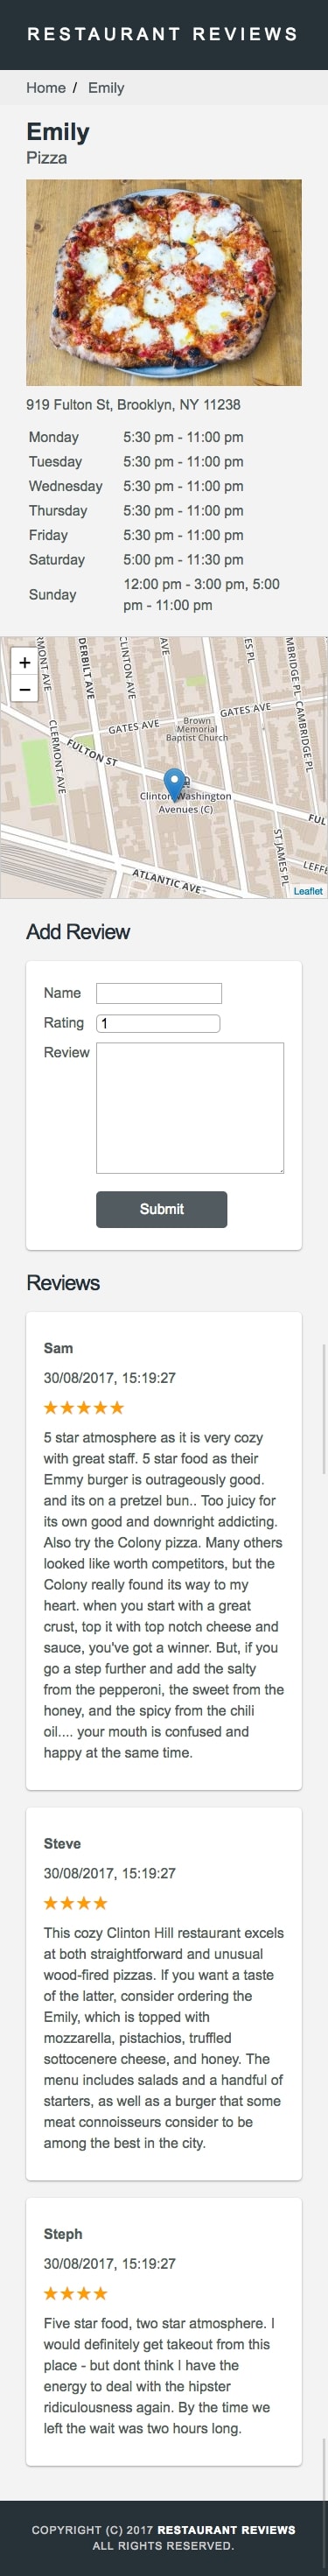 RESTAURANT REVIEWS
Home / Emily
Emily
Pizza
919 Fulton St, Brooklyn, NY 11238
Monday 5:30 pm - 11:00 pm
Tuesday 5:30 pm - 11:00 pm
Wednesday 5:30 pm - 11:00 pm
Thursday 5:30 pm - 11:00 pm
Friday 5:30 pm - 11:00 pm
Saturday 5:00 pm - 11:30 pm
Sunday 12:00 pm - 3:00 pm, 5:00
pm - 11:00 pm
+
−
RMONT AVE
DERBILT AVE
CLINTON AVE
AVE
ES PL
MBRIDGE PL
CAMBRIDGE PL
CLERMONT AVE
GATES AVE
GATES AVE
Brown
Memorial
Baptist Church
FULTON ST
Clinton Washington
Avenues (C)
FUL
ST JAMES PL
LEFFE
ATLANTIC AVE
Leaflet
Add Review
Name
Rating 1
Review
Submit
Reviews
Sam
30/08/2017, 15:19:27
★★★★★
5 star atmosphere as it is very cozy
with great staff. 5 star food as their
Emmy burger is outrageously good.
and its on a pretzel bun.. Too juicy for
its own good and downright addicting.
Also try the Colony pizza. Many others
looked like worth competitors, but the
Colony really found its way to my
heart. when you start with a great
crust, top it with top notch cheese and
sauce, you've got a winner. But, if you
go a step further and add the salty
from the pepperoni, the sweet from the
honey, and the spicy from the chili
oil.... your mouth is confused and
happy at the same time.
Steve
30/08/2017, 15:19:27
★★★★
This cozy Clinton Hill restaurant excels
at both straightforward and unusual
wood-fired pizzas. If you want a taste
of the latter, consider ordering the
Emily, which is topped with
mozzarella, pistachios, truffled
sottocenere cheese, and honey. The
menu includes salads and a handful of
starters, as well as a burger that some
meat connoisseurs consider to be
among the best in the city.
Steph
30/08/2017, 15:19:27
★★★★
Five star food, two star atmosphere. I
would definitely get takeout from this
place - but dont think I have the
energy to deal with the hipster
ridiculousness again. By the time we
left the wait was two hours long.
COPYRIGHT (C) 2017 RESTAURANT REVIEWS
ALL RIGHTS RESERVED.